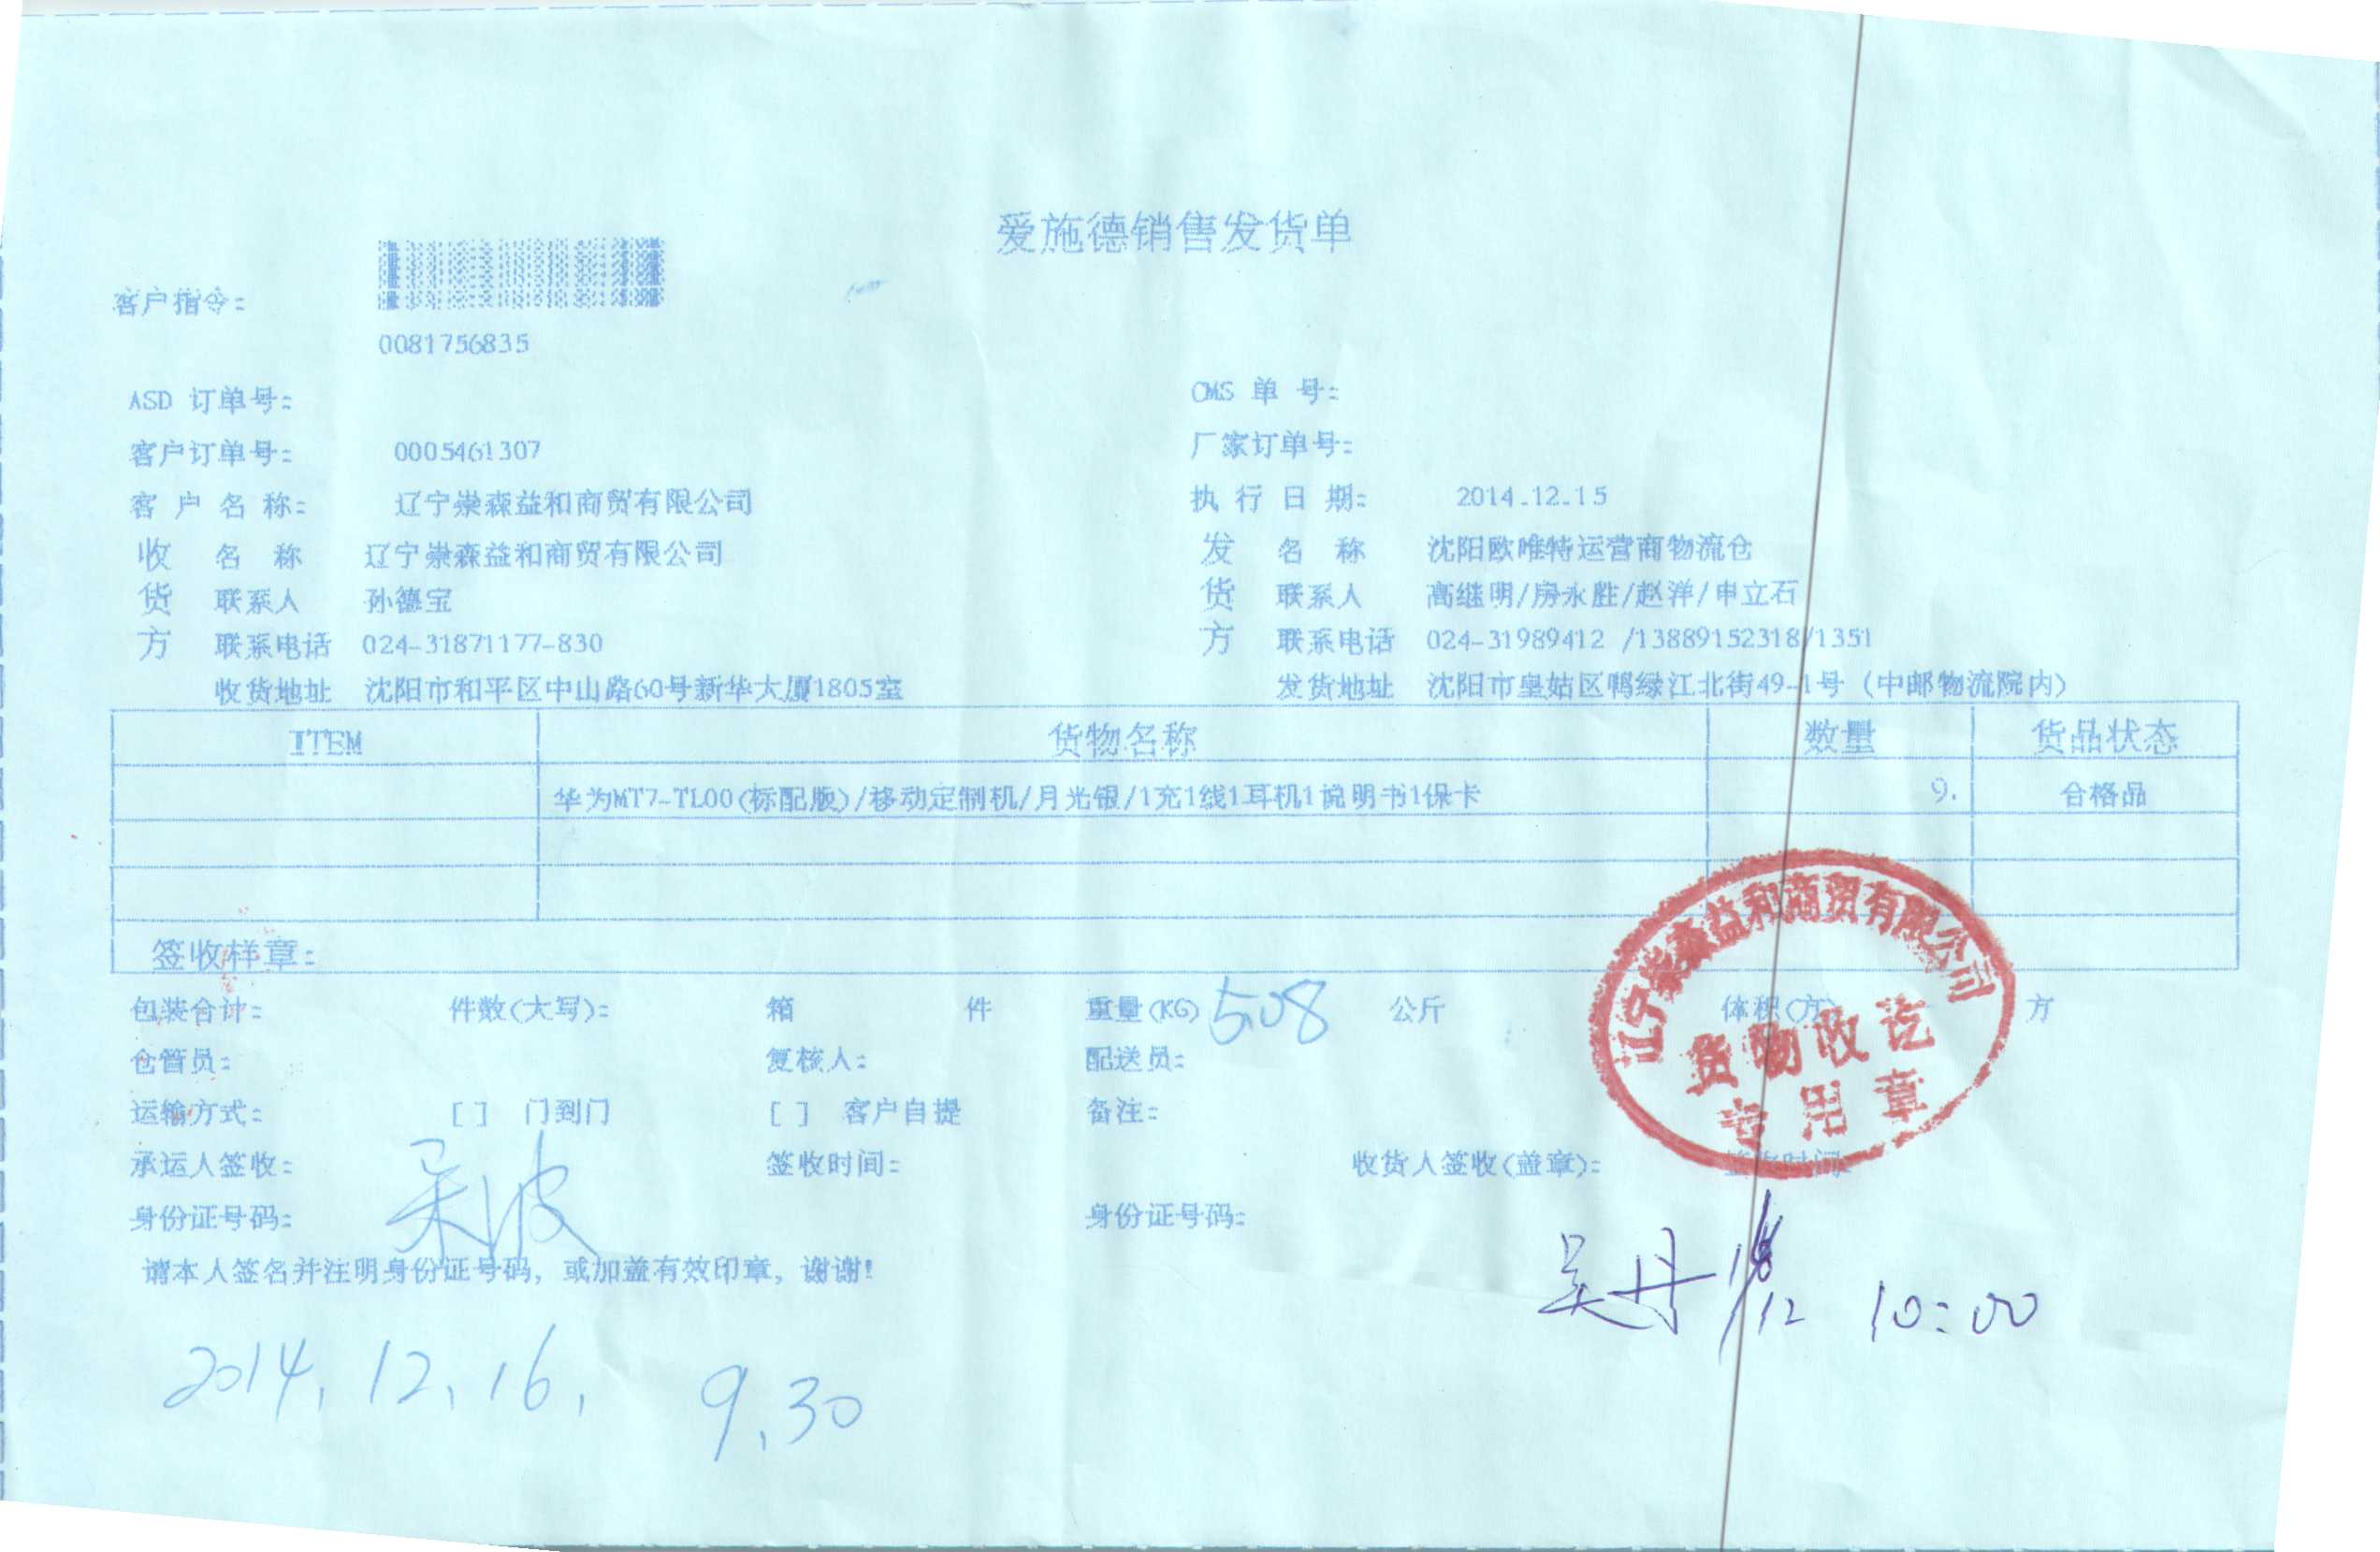 爱施德销售发货单
客户指令:
0081756835
ASD 订单号: OMS 单 号:
客户订单号: 0005461307 厂家订单号:
客 户 名 称: 辽宁崇森益和商贸有限公司 执 行 日 期: 2014.12.15
收 名 称 辽宁崇森益和商贸有限公司 发 名 称 沈阳欧唯特运营商物流仓
货 联系人 孙德宝 货 联系人 高继明/房永胜/赵洋/申立石
方 联系电话 024-31871177-830 方 联系电话 024-31989412 /13889152318/1351
收货地址 沈阳市和平区中山路60号新华大厦1805室 发货地址 沈阳市皇姑区鸭绿江北街49-1号 (中邮物流院内)
ITEM 货物名称 数量 货品状态
华为MT7-TL00(标配版)/移动定制机/月光银/1充1线1耳机1说明书1保卡 9. 合格品
签收样章:
辽宁崇森益和商贸有限公司
货物收讫
专用章
包装合计: 件数(大写): 箱 件 重量(KG) 5.08 公斤 体积(方) 方
仓管员: 复核人: 配送员:
运输方式: [ ] 门到门 [ ] 客户自提 备注:
承运人签收: 签收时间: 收货人签收(盖章): 签收时间:
身份证号码: 身份证号码:
请本人签名并注明身份证号码, 或加盖有效印章, 谢谢!
吴丹 16/12 10:00
2014.12.16. 9.30